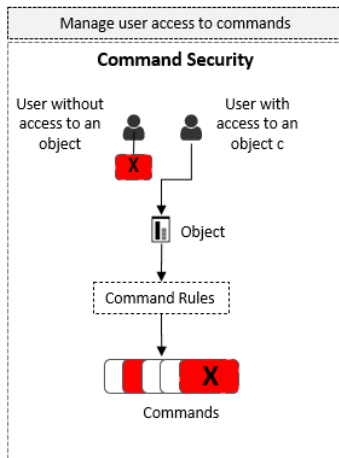 Manage user access to commands
Command Security
User without
access to an
object
User with
access to an
object c
X
Object
Command Rules
X
Commands